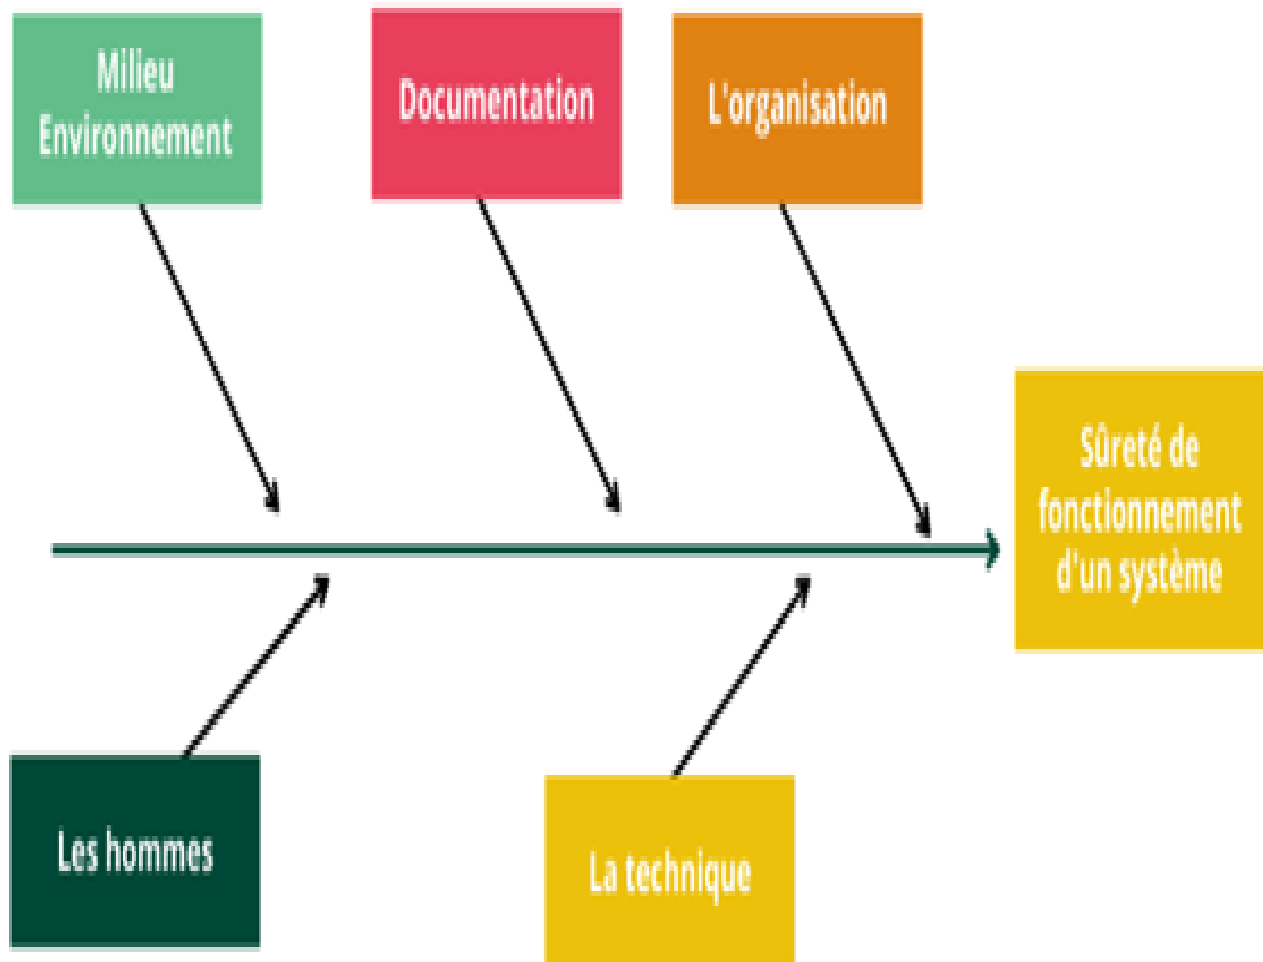 Milieu
Environnement
Documentation
L'organisation
Sûreté de
fonctionnement
d'un système
Les hommes
La technique